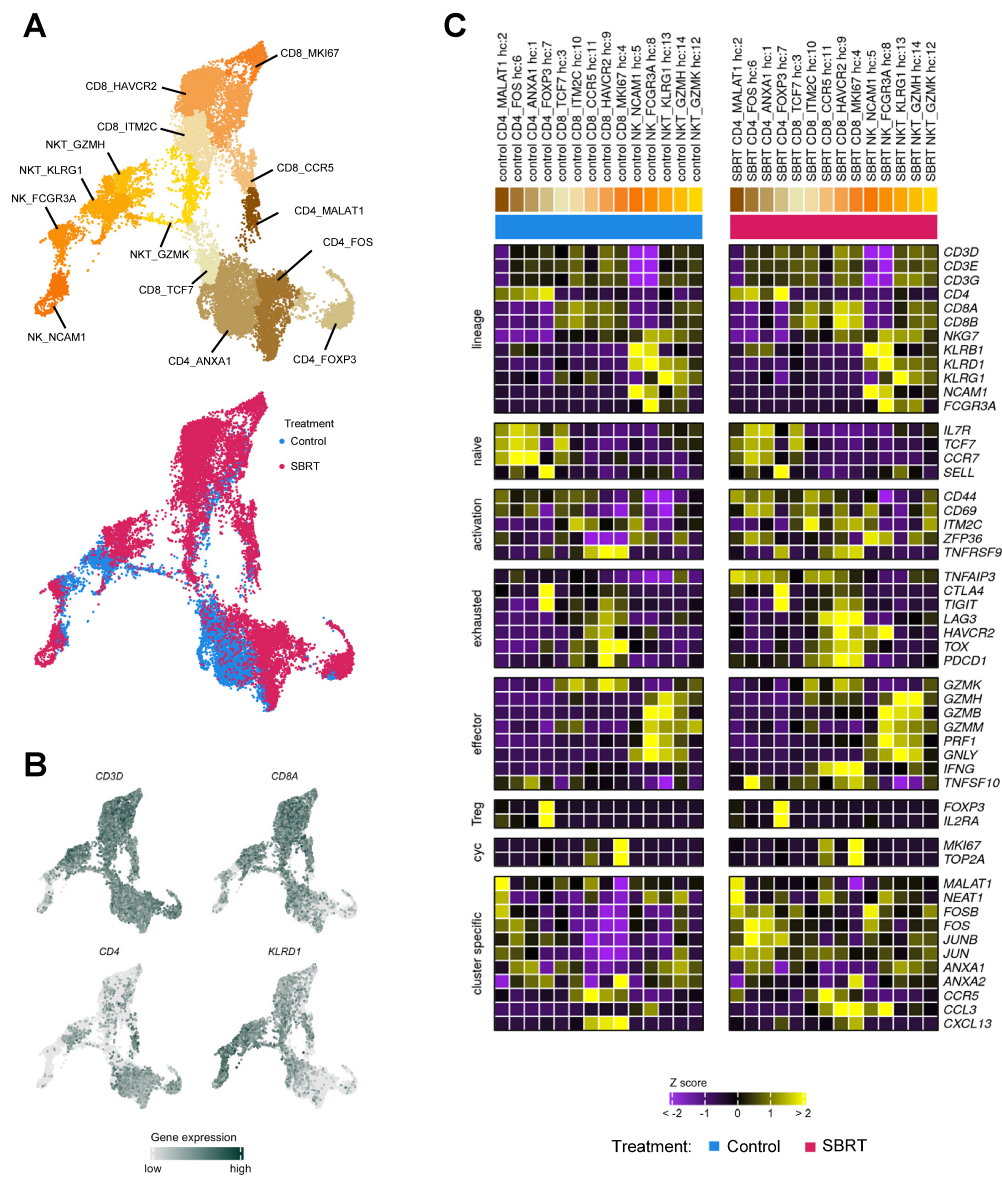 A
CD8_MKI67
CD8_HAVCR2
CD8_ITM2C
NKT_GZMH
NKT_KLRG1
CD8_CCR5
NK_FCGR3A
CD4_MALAT1
CD4_FOS
NKT_GZMK
CD8_TCF7
NK_NCAM1
CD4_ANXA1
CD4_FOXP3
Treatment
Control
SBRT
B
CD3D
CD8A
CD4
KLRD1
Gene expression
low high
C
control CD4_MALAT1 hc:2
control CD4_FOS hc:6
control CD4_ANXA1 hc:1
control CD4_FOXP3 hc:7
control CD8_TCF7 hc:3
control CD8_ITM2C hc:10
control CD8_CCR5 hc:11
control CD8_HAVCR2 hc:9
control CD8_MKI67 hc:4
control NK_NCAM1 hc:5
control NK_FCGR3A hc:8
control NKT_KLRG1 hc:13
control NKT_GZMH hc:14
control NKT_GZMK hc:12
SBRT CD4_MALAT1 hc:2
SBRT CD4_FOS hc:6
SBRT CD4_ANXA1 hc:1
SBRT CD4_FOXP3 hc:7
SBRT CD8_TCF7 hc:3
SBRT CD8_ITM2C hc:10
SBRT CD8_CCR5 hc:11
SBRT CD8_HAVCR2 hc:9
SBRT CD8_MKI67 hc:4
SBRT NK_NCAM1 hc:5
SBRT NK_FCGR3A hc:8
SBRT NKT_KLRG1 hc:13
SBRT NKT_GZMH hc:14
SBRT NKT_GZMK hc:12
lineage
CD3D
CD3E
CD3G
CD4
CD8A
CD8B
NKG7
KLRB1
KLRD1
KLRG1
NCAM1
FCGR3A
naive
IL7R
TCF7
CCR7
SELL
activation
CD44
CD69
ITM2C
ZFP36
TNFRSF9
exhausted
TNFAIP3
CTLA4
TIGIT
LAG3
HAVCR2
TOX
PDCD1
effector
GZMK
GZMH
GZMB
GZMM
PRF1
GNLY
IFNG
TNFSF10
Treg
FOXP3
IL2RA
cyc
MKI67
TOP2A
cluster specific
MALAT1
NEAT1
FOSB
FOS
JUNB
JUN
ANXA1
ANXA2
CCR5
CCL3
CXCL13
Z score
< -2 -1 0 1 > 2
Treatment: Control SBRT